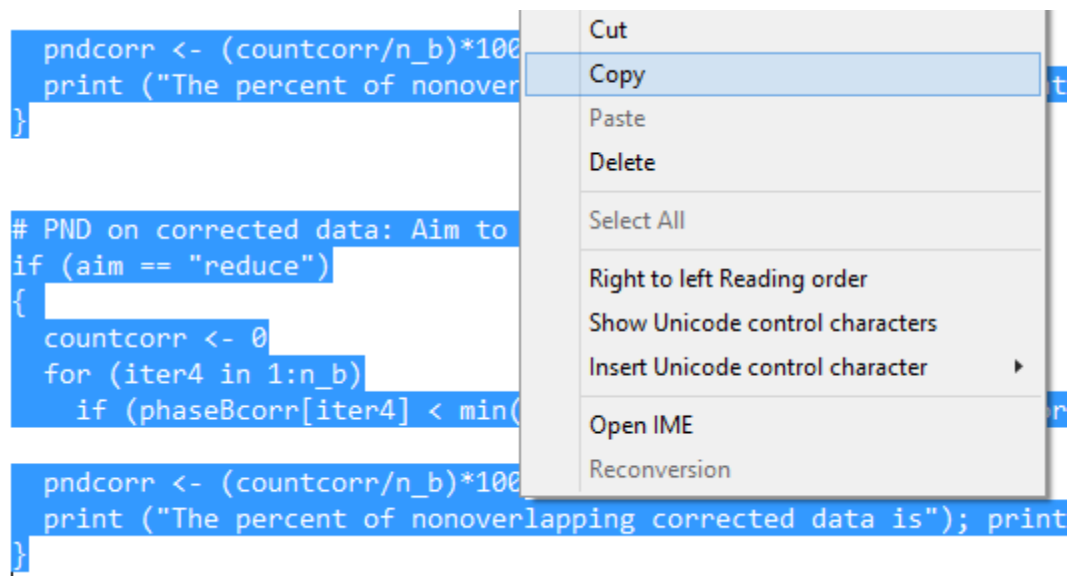 pndcorr <- (countcorr/n_b)*100
print ("The percent of nonover
}
# PND on corrected data: Aim to
if (aim == "reduce")
{
countcorr <- 0
for (iter4 in 1:n_b)
if (phaseBcorr[iter4] < min(
pndcorr <- (countcorr/n_b)*100
print ("The percent of nonoverlapping corrected data is"); print
}
Cut
Copy
Paste
Delete
Select All
Right to left Reading order
Show Unicode control characters
Insert Unicode control character
Open IME
Reconversion